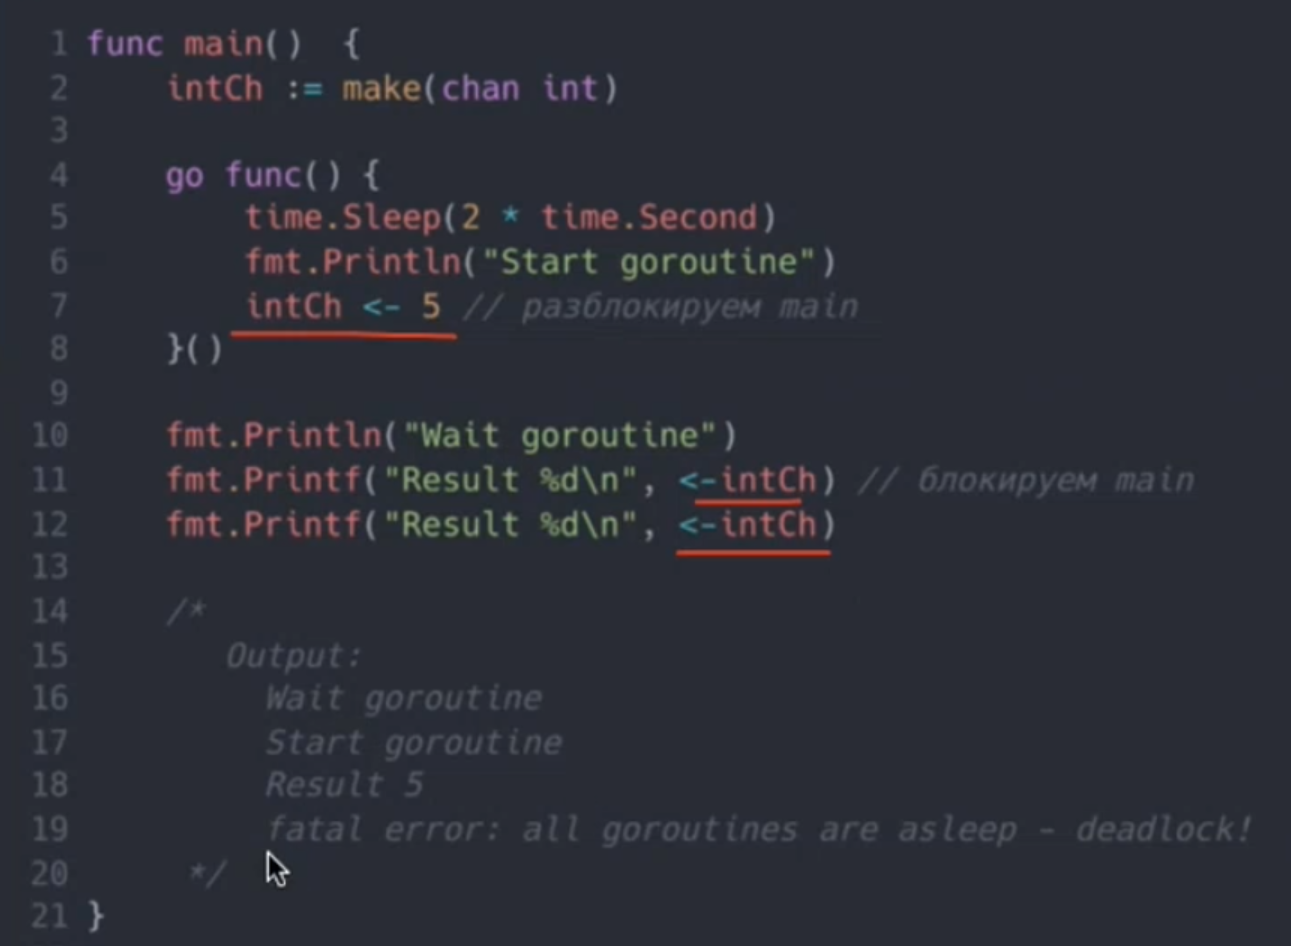 1 func main()  {
2     intCh := make(chan int)
3
4     go func() {
5         time.Sleep(2 * time.Second)
6         fmt.Println("Start goroutine")
7         intCh <- 5 // разблокируем main
8     }()
9
10     fmt.Println("Wait goroutine")
11     fmt.Printf("Result %d\n", <-intCh) // блокируем main
12     fmt.Printf("Result %d\n", <-intCh)
13
14     /*
15        Output:
16          Wait goroutine
17          Start goroutine
18          Result 5
19          fatal error: all goroutines are asleep - deadlock!
20      */
21 }